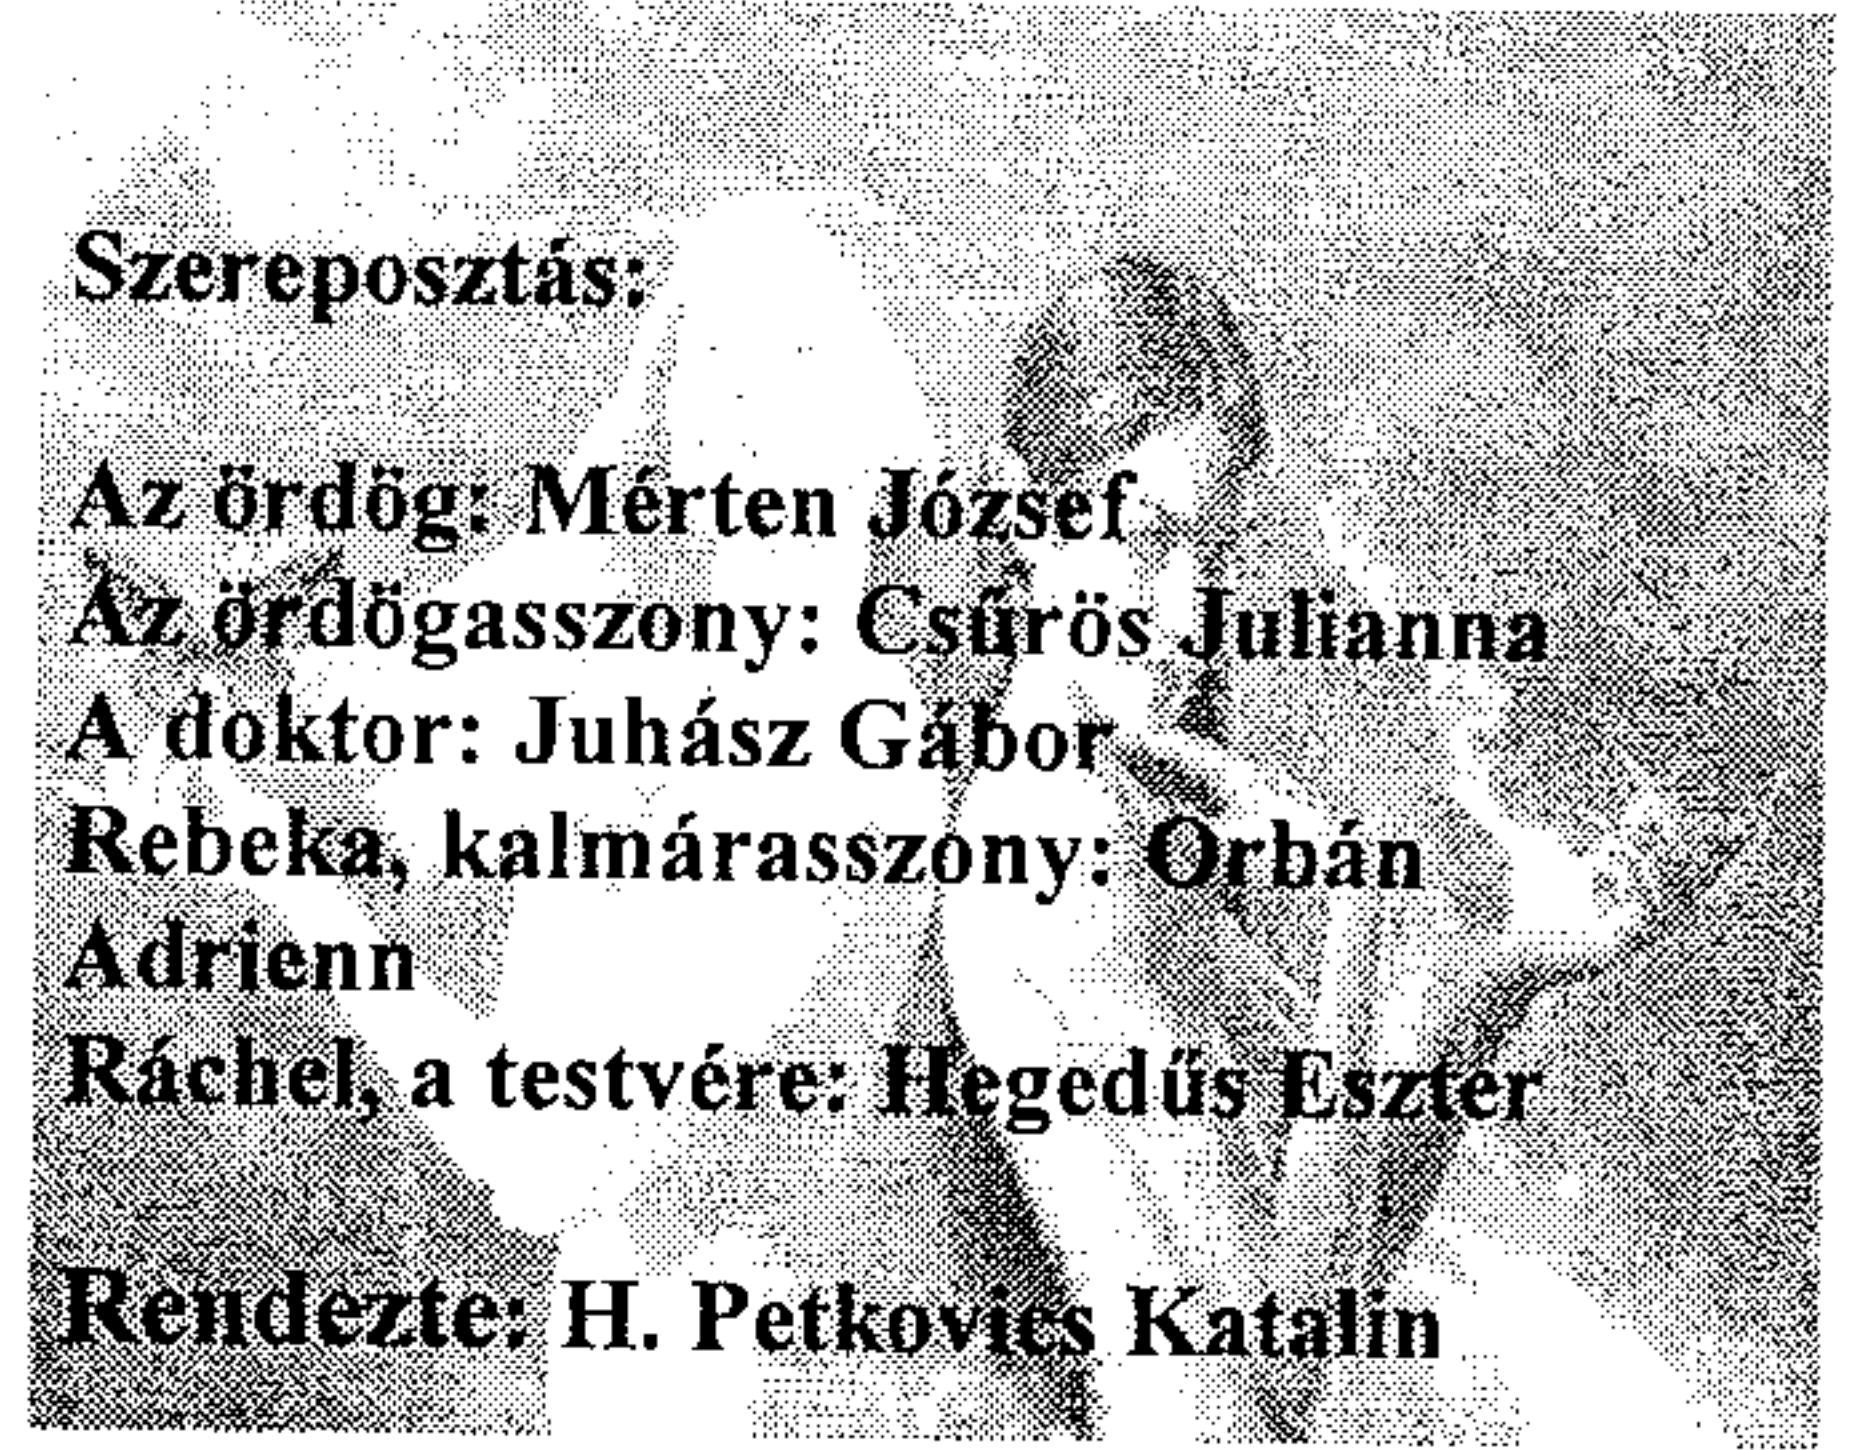 Szereposztás:
Az ördög: Mérten József
Az ördögasszony: Csűrös Julianna
A doktor: Juhász Gábor
Rebeka, kalmárasszony: Orbán
Adrienn
Ráchel, a testvére: Hegedűs Eszter
Rendezte: H. Petkovics Katalin